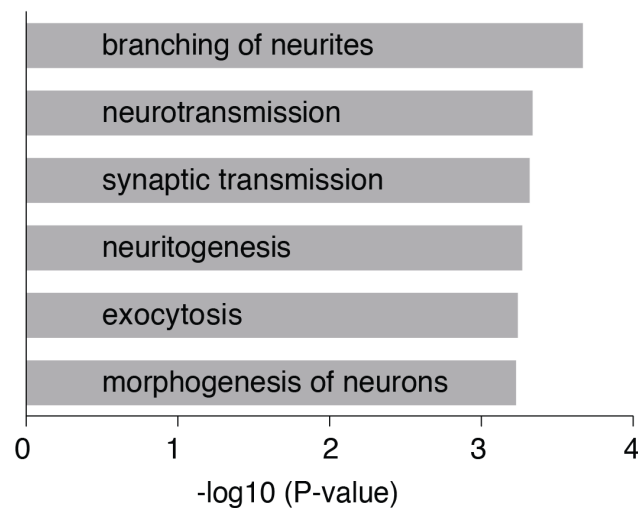 branching of neurites
neurotransmission
synaptic transmission
neuritogenesis
exocytosis
morphogenesis of neurons
0 1 2 3 4
-log10 (P-value)